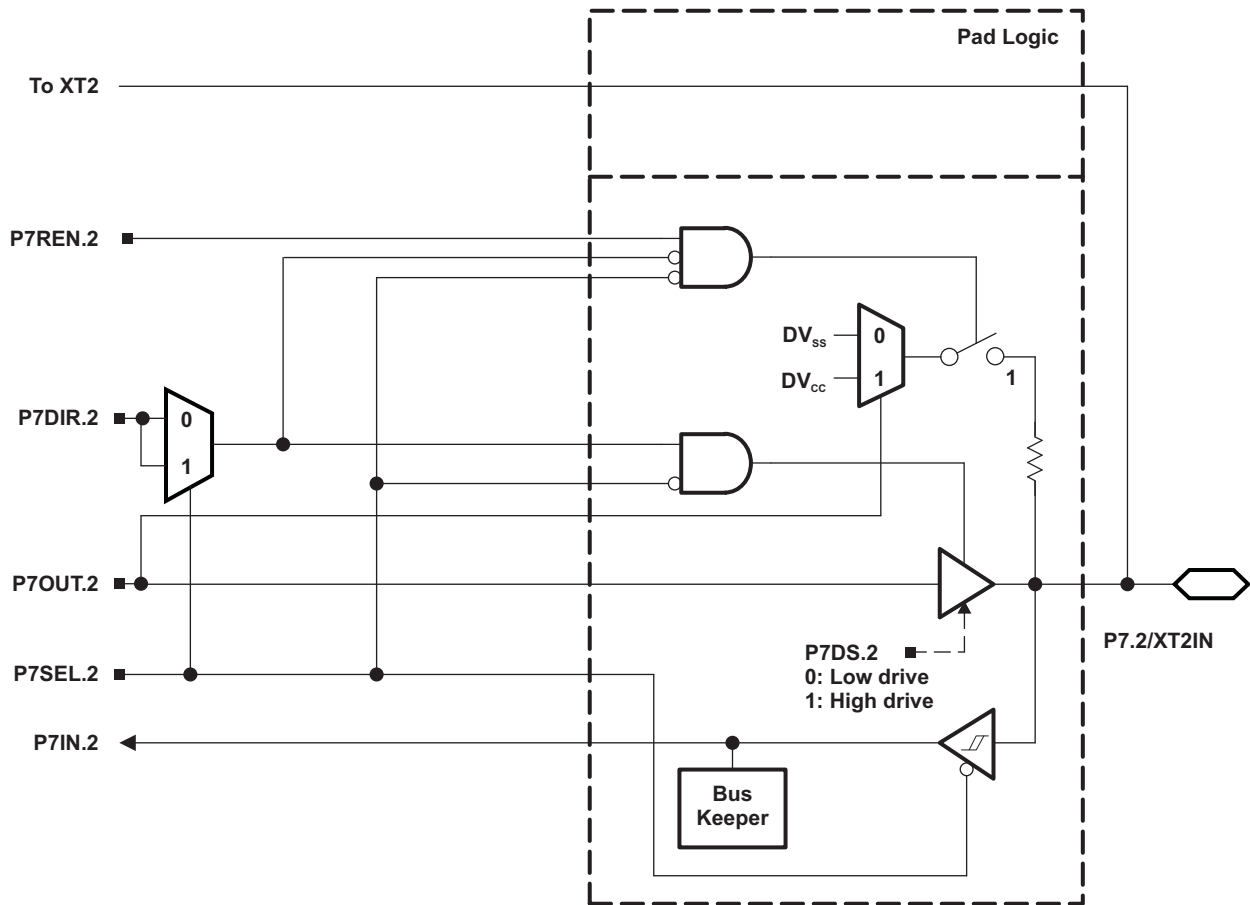 Pad Logic
To XT2
P7REN.2
DVSS
0
DVCC
1
1
P7DIR.2
0
1
P7OUT.2
P7DS.2
0: Low drive
1: High drive
P7.2/XT2IN
P7SEL.2
P7IN.2
Bus
Keeper